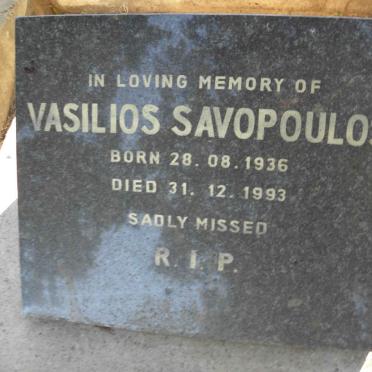 IN LOVING MEMORY OF
VASILIOS SAVOPOULOS
BORN 28. 08. 1936
DIED 31. 12. 1993
SADLY MISSED
R. I. P.